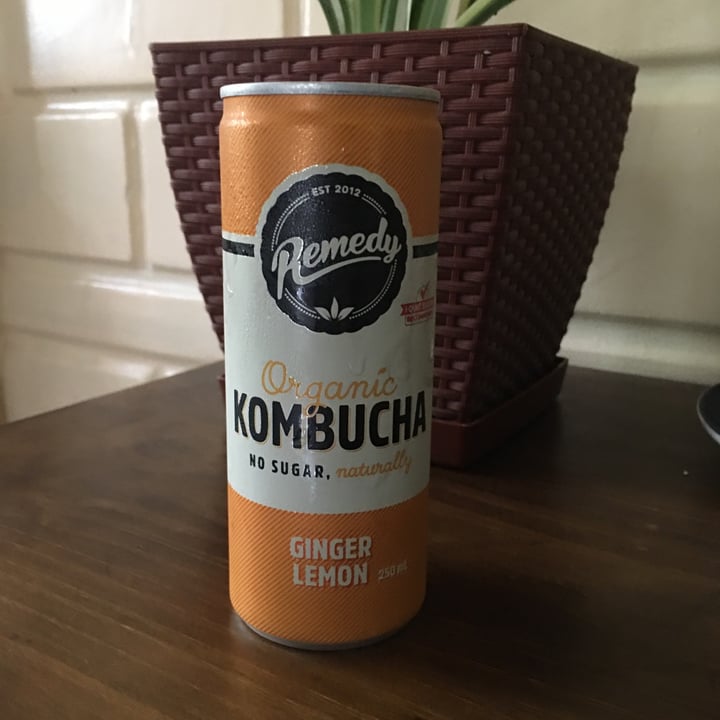 EST 2012
Remedy
Organic
KOMBUCHA
NO SUGAR, naturally
GINGER
LEMON 250 mL